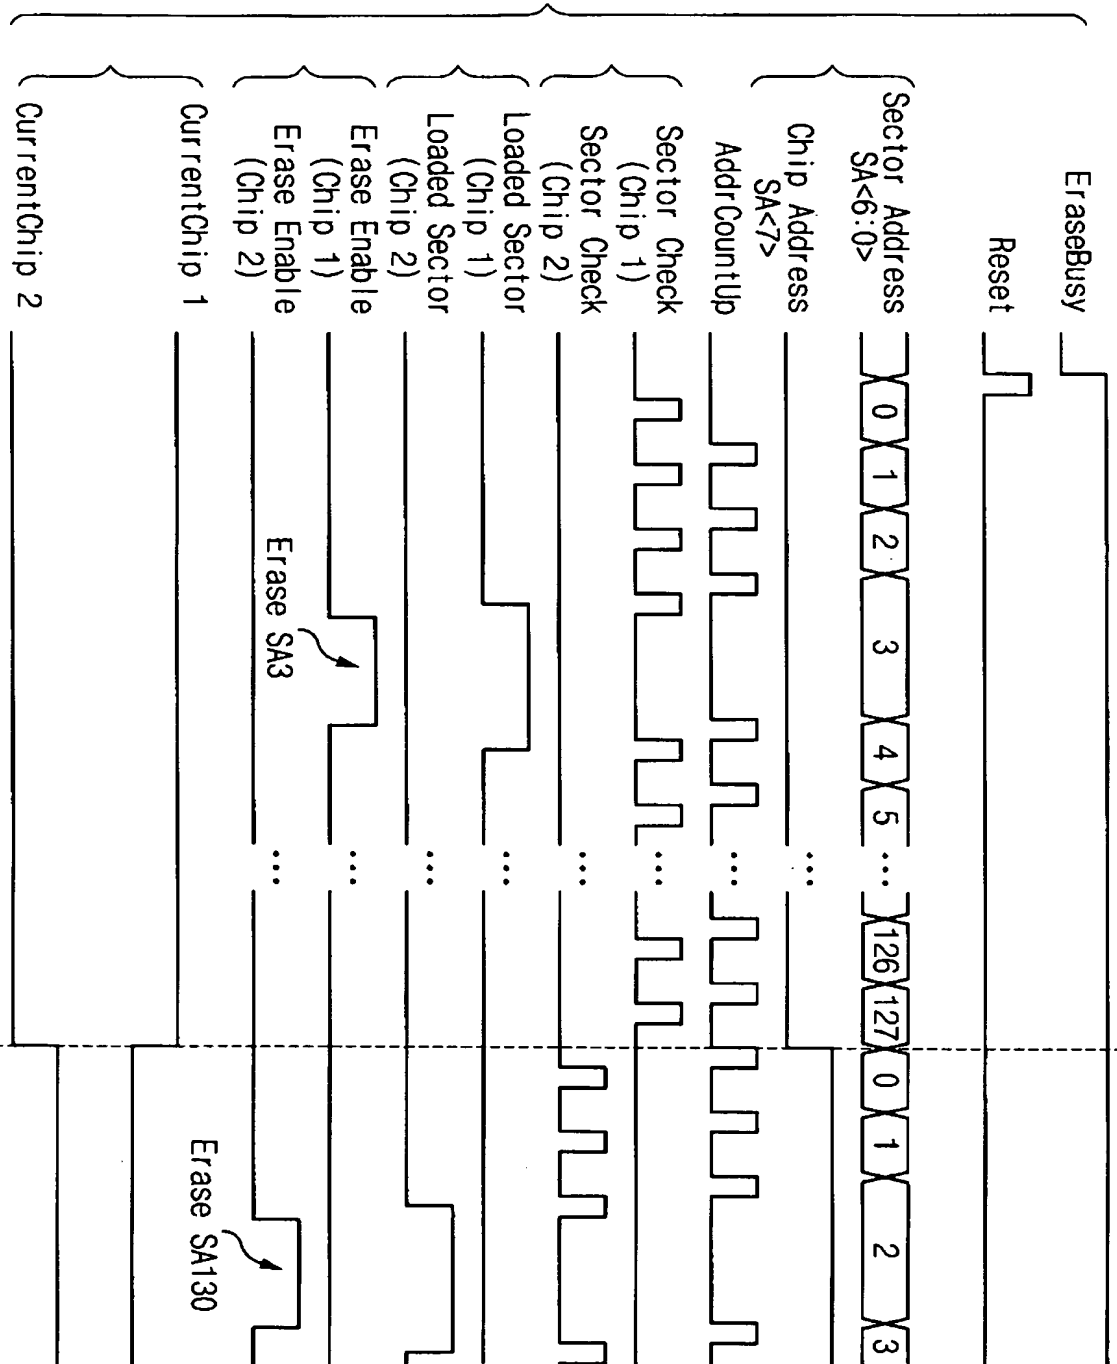 EraseBusy
Reset
Sector Address
SA<6:0>
0 1 2 3 4 5 ... 126 127 0 1 2 3
Chip Address
SA<7>
...
AddrCountUp
...
Sector Check
(Chip 1)
...
Sector Check
(Chip 2)
...
Loaded Sector
(Chip 1)
...
Loaded Sector
(Chip 2)
...
Erase Enable
(Chip 1)
...
Erase SA3
Erase Enable
(Chip 2)
...
Erase SA130
CurrentChip 1
CurrentChip 2